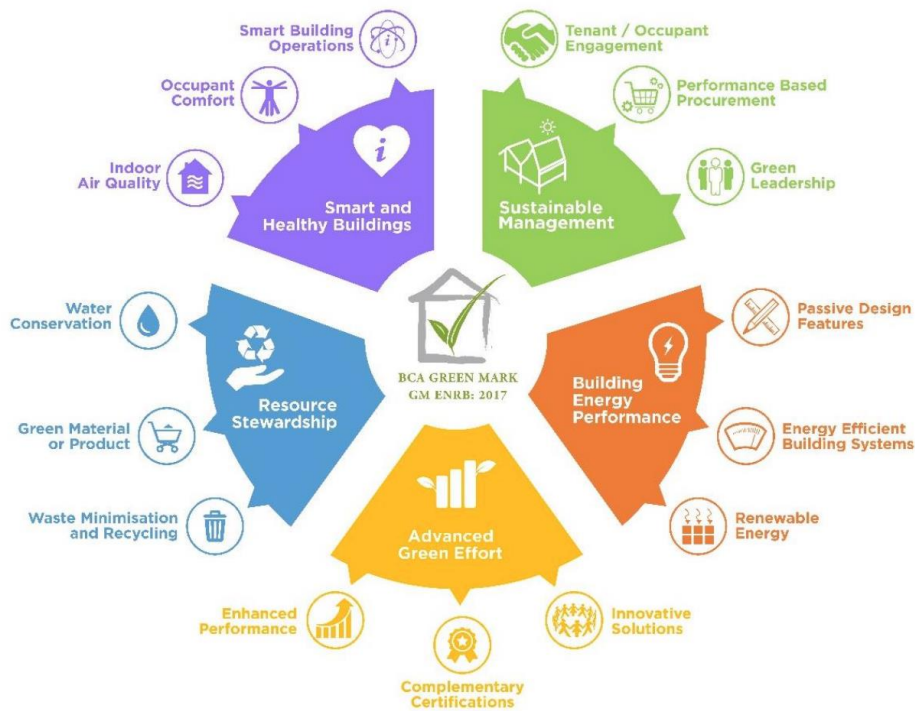 Smart Building
Operations
Occupant
Comfort
Indoor
Air Quality
Smart and
Healthy Buildings
Tenant / Occupant
Engagement
Performance Based
Procurement
Green
Leadership
Sustainable
Management
Water
Conservation
Green Material
or Product
Waste Minimisation
and Recycling
Resource
Stewardship
BCA GREEN MARK
GM ENRB: 2017
Building
Energy
Performance
Passive Design
Features
Energy Efficient
Building Systems
Renewable
Energy
Advanced
Green Effort
Enhanced
Performance
Complementary
Certifications
Innovative
Solutions